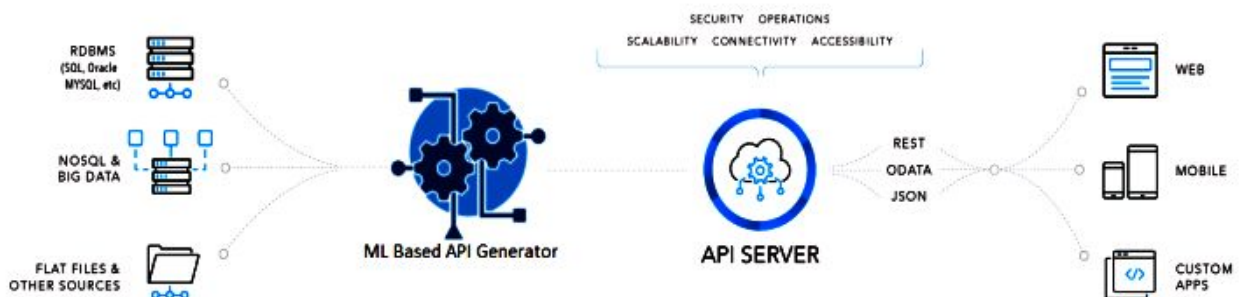 SECURITY OPERATIONS
SCALABILITY CONNECTIVITY ACCESSIBILITY
RDBMS
(SQL, Oracle
MYSQL, etc)
NOSQL &
BIG DATA
FLAT FILES &
OTHER SOURCES
ML Based API Generator
API SERVER
REST
ODATA
JSON
WEB
MOBILE
</>
CUSTOM
APPS